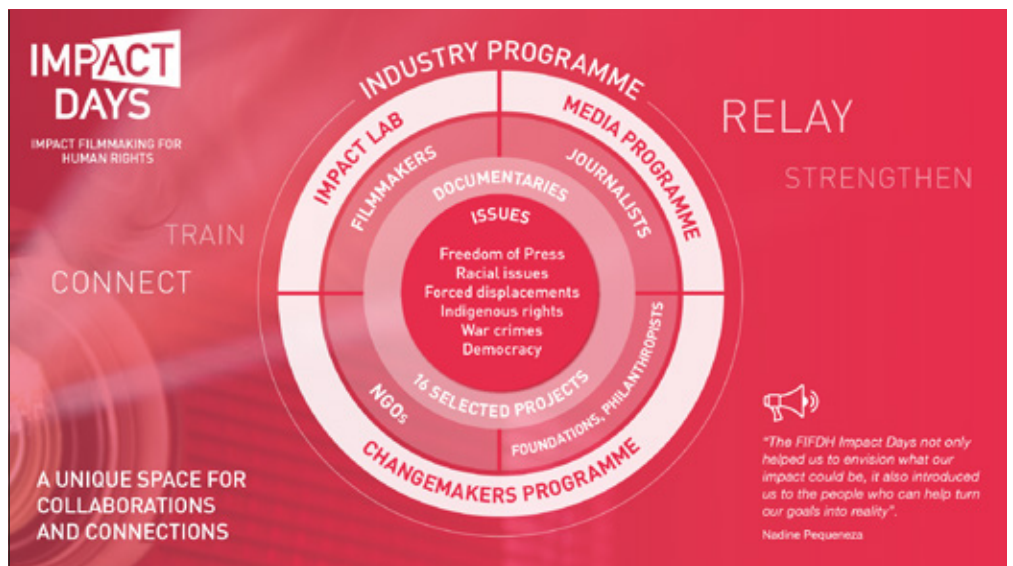 IMPACT
DAYS
IMPACT FILMMAKING FOR
HUMAN RIGHTS
TRAIN
CONNECT
A UNIQUE SPACE FOR
COLLABORATIONS
AND CONNECTIONS
INDUSTRY PROGRAMME
IMPACT LAB
MEDIA PROGRAMME
FILMMAKERS
JOURNALISTS
DOCUMENTARIES
ISSUES
Freedom of Press
Racial issues
Forced displacements
Indigenous rights
War crimes
Democracy
16 SELECTED PROJECTS
NGOs
FOUNDATIONS, PHILANTHROPISTS
CHANGEMAKERS PROGRAMME
RELAY
STRENGTHEN
"The FIFDH Impact Days not only
helped us to envision what our
impact could be, it also introduced
us to the people who can help turn
our goals into reality".
Nadine Pequeneza